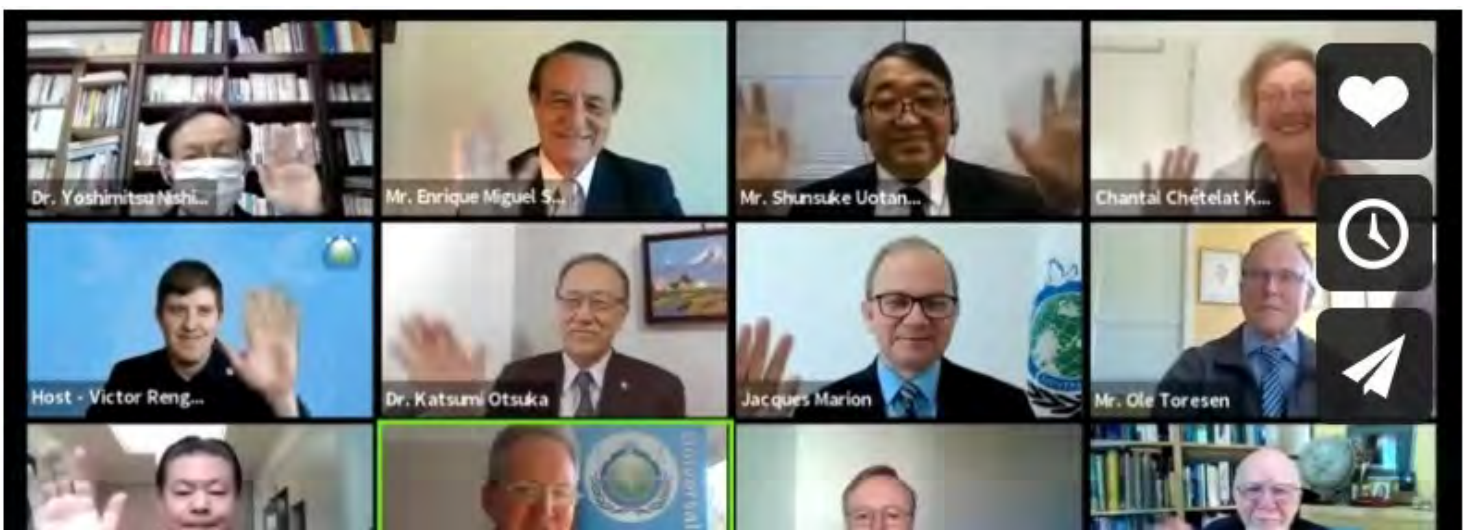 Dr. Yoshimitsu Nishi...
Mr. Enrique Miguel S...
Mr. Shunsuke Uotan...
Chantal Chételat K...
Host - Victor Reng...
Dr. Katsumi Otsuka
Jacques Marion
Mr. Ole Toresen
Universal